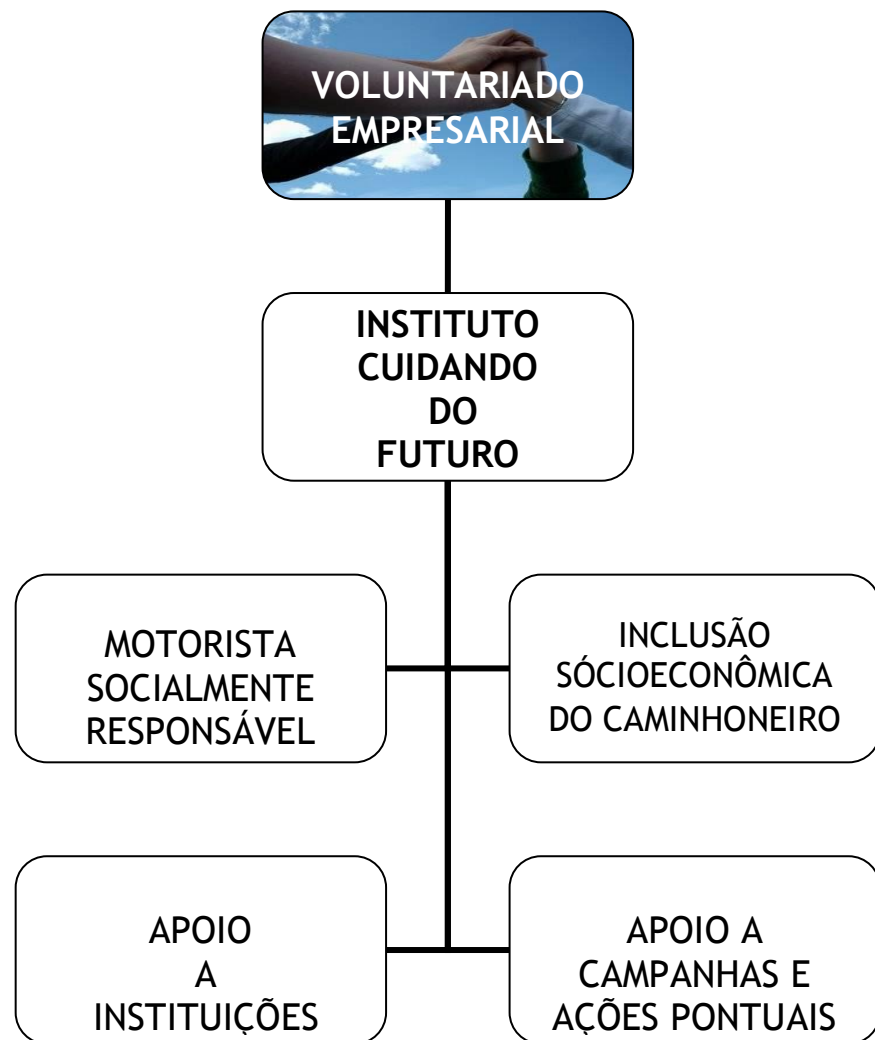 VOLUNTARIADO
EMPRESARIAL
INSTITUTO
CUIDANDO
DO
FUTURO
MOTORISTA
SOCIALMENTE
RESPONSÁVEL
INCLUSÃO
SÓCIOECONÔMICA
DO CAMINHONEIRO
APOIO
A
INSTITUIÇÕES
APOIO A
CAMPANHAS E
AÇÕES PONTUAIS